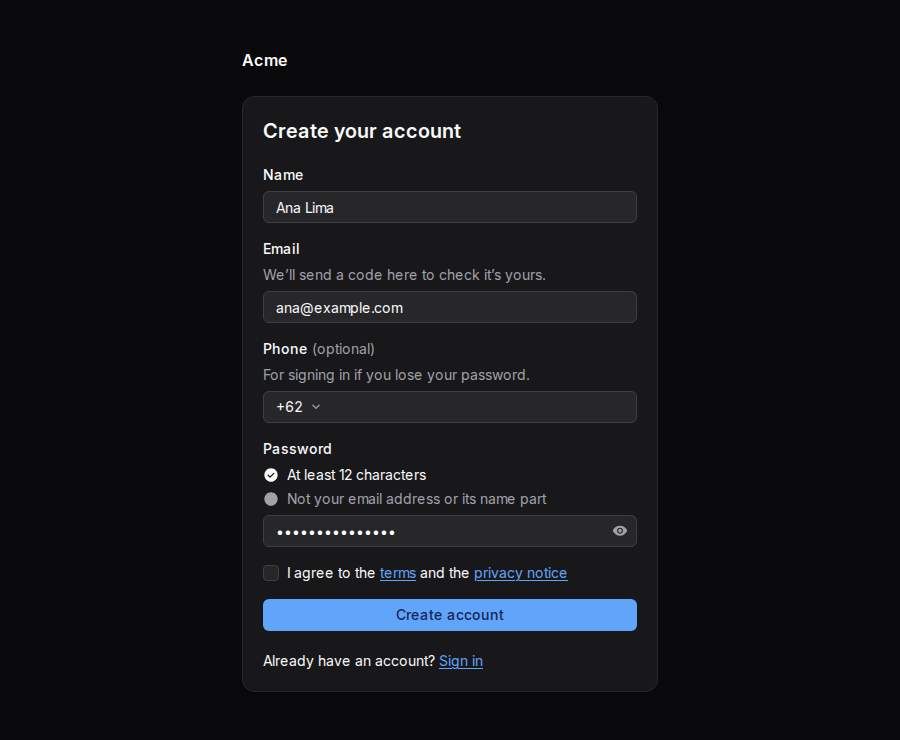 Acme
Create your account
Name
Ana Lima
Email
We’ll send a code here to check it’s yours.
ana@example.com
Phone (optional)
For signing in if you lose your password.
+62
Password
At least 12 characters
Not your email address or its name part
•••••••••••••••
I agree to the terms and the privacy notice
Create account
Already have an account? Sign in